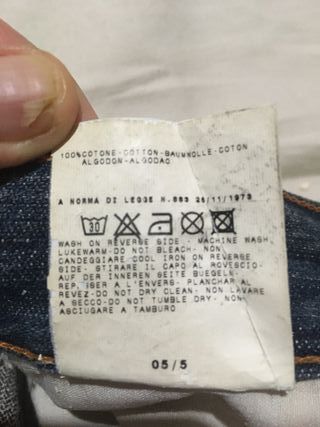 100%COTONE-COTTON-BAUMWOLLE-COTON
ALGODON-ALGODAO
A NORMA DI LEGGE N.883 26/11/1973
30
WASH ON REVERSE SIDE - MACHINE WASH
LUKEWARM-DO NOT BLEACH- NON
CANDEGGIARE COOL IRON ON REVERSE
SIDE- STIRARE IL CAPO AL ROVESCIO-
AUF DER INNEREN SEITE BUEGELN-
REPASSER A L'ENVERS- PLANCHAR AL
REVEZ-DO NOT DRY CLEAN- NON LAVARE
A SECCO-DO NOT TUMBLE DRY- NON
ASCIUGARE A TAMBURO
05/5